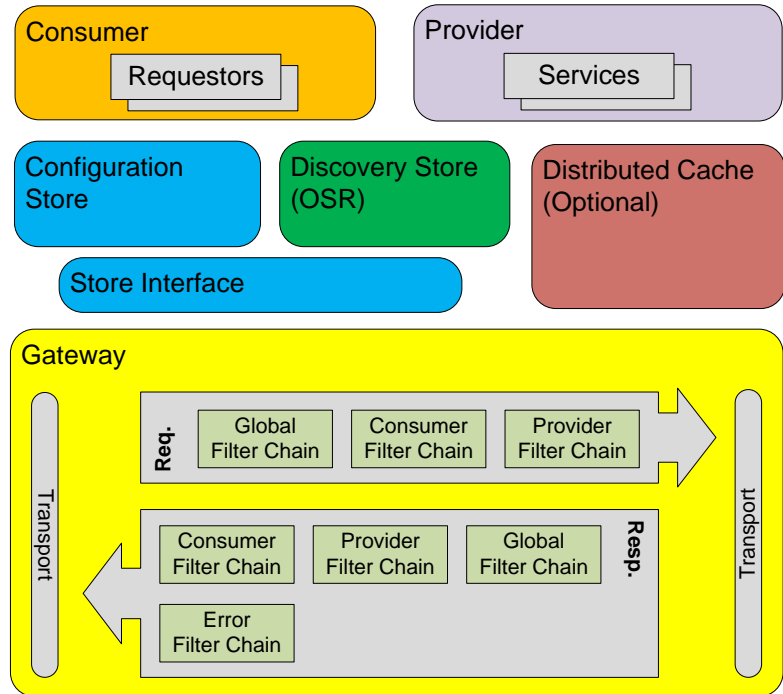 Consumer
Requestors
Provider
Services
Configuration
Store
Discovery Store
(OSR)
Distributed Cache
(Optional)
Store Interface
Gateway
Transport
Req.
Global
Filter Chain
Consumer
Filter Chain
Provider
Filter Chain
Transport
Consumer
Filter Chain
Provider
Filter Chain
Global
Filter Chain
Resp.
Error
Filter Chain